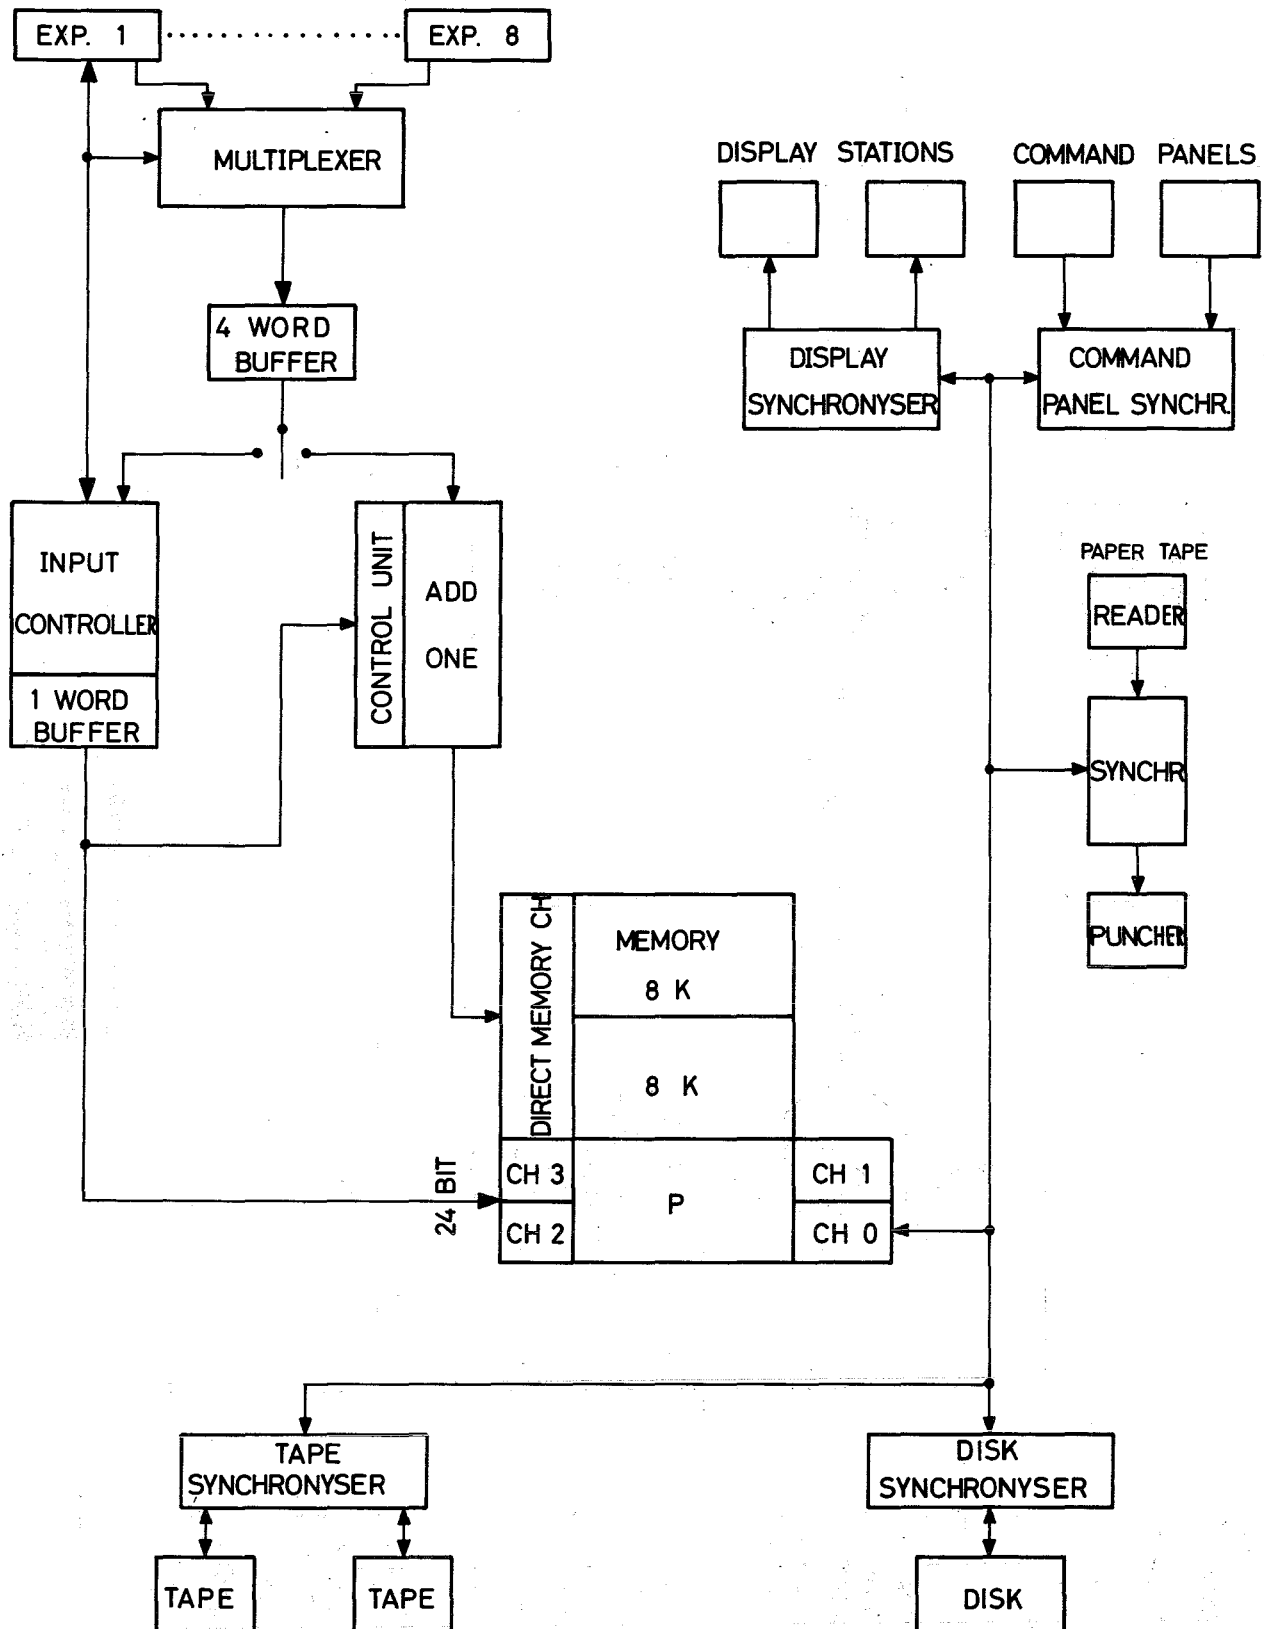 EXP. 1
EXP. 8
MULTIPLEXER
DISPLAY STATIONS
COMMAND PANELS
4 WORD
BUFFER
DISPLAY
SYNCHRONYSER
COMMAND
PANEL SYNCHR.
INPUT
CONTROLLER
1 WORD
BUFFER
CONTROL UNIT
ADD
ONE
PAPER TAPE
READER
SYNCHR
PUNCHER
DIRECT MEMORY CH
MEMORY
8 K
8 K
24 BIT
CH 3
CH 2
P
CH 1
CH 0
TAPE
SYNCHRONYSER
DISK
SYNCHRONYSER
TAPE
TAPE
DISK